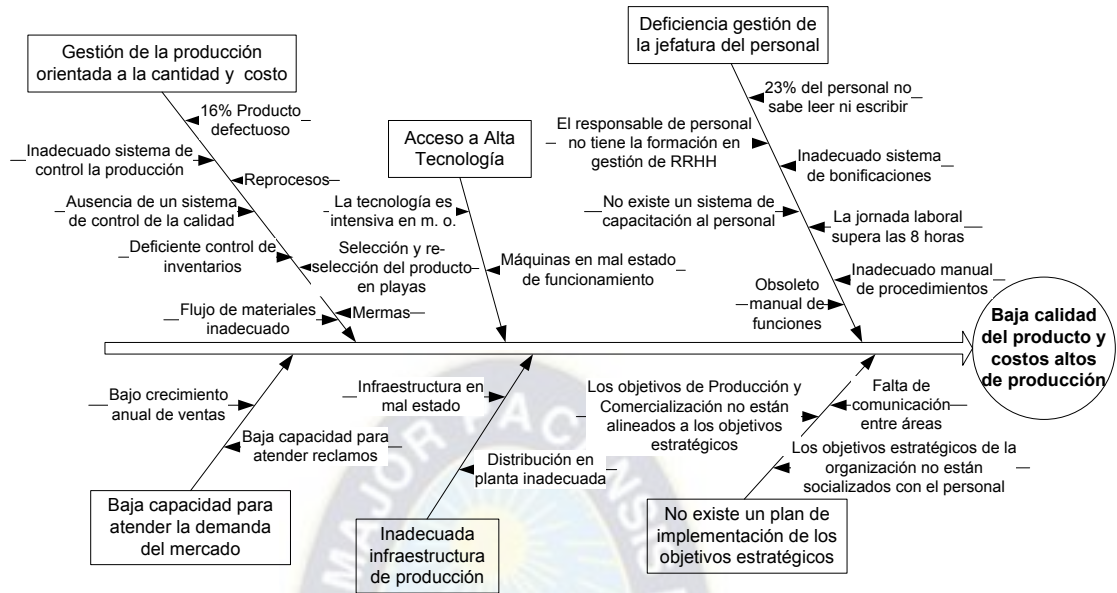 Deficiencia gestión de
la jefatura del personal
Gestión de la producción
orientada a la cantidad y costo
23% del personal no
sabe leer ni escribir
16% Producto
defectuoso
Acceso a Alta
Tecnología
El responsable de personal
no tiene la formación en
gestión de RRHH
Inadecuado sistema de
control la producción
Inadecuado sistema
de bonificaciones
Reprocesos
Ausencia de un sistema
de control de la calidad
La tecnología es
intensiva en m. o.
No existe un sistema de
capacitación al personal
La jornada laboral
supera las 8 horas
Deficiente control de
inventarios
Selección y re-
selección del producto
en playas
Máquinas en mal estado
de funcionamiento
Inadecuado manual
de procedimientos
Obsoleto
manual de
funciones
Flujo de materiales
inadecuado
Mermas
Baja calidad
del producto y
costos altos
de producción
Bajo crecimiento
anual de ventas
Infraestructura en
mal estado
Los objetivos de Producción y
Comercialización no están
alineados a los objetivos
estratégicos
Falta de
comunicación
entre áreas
Baja capacidad para
atender reclamos
Distribución en
planta inadecuada
Los objetivos estratégicos de la
organización no están
socializados con el personal
Baja capacidad para
atender la demanda
del mercado
Inadecuada
infraestructura
de producción
No existe un plan de
implementación de los
objetivos estratégicos